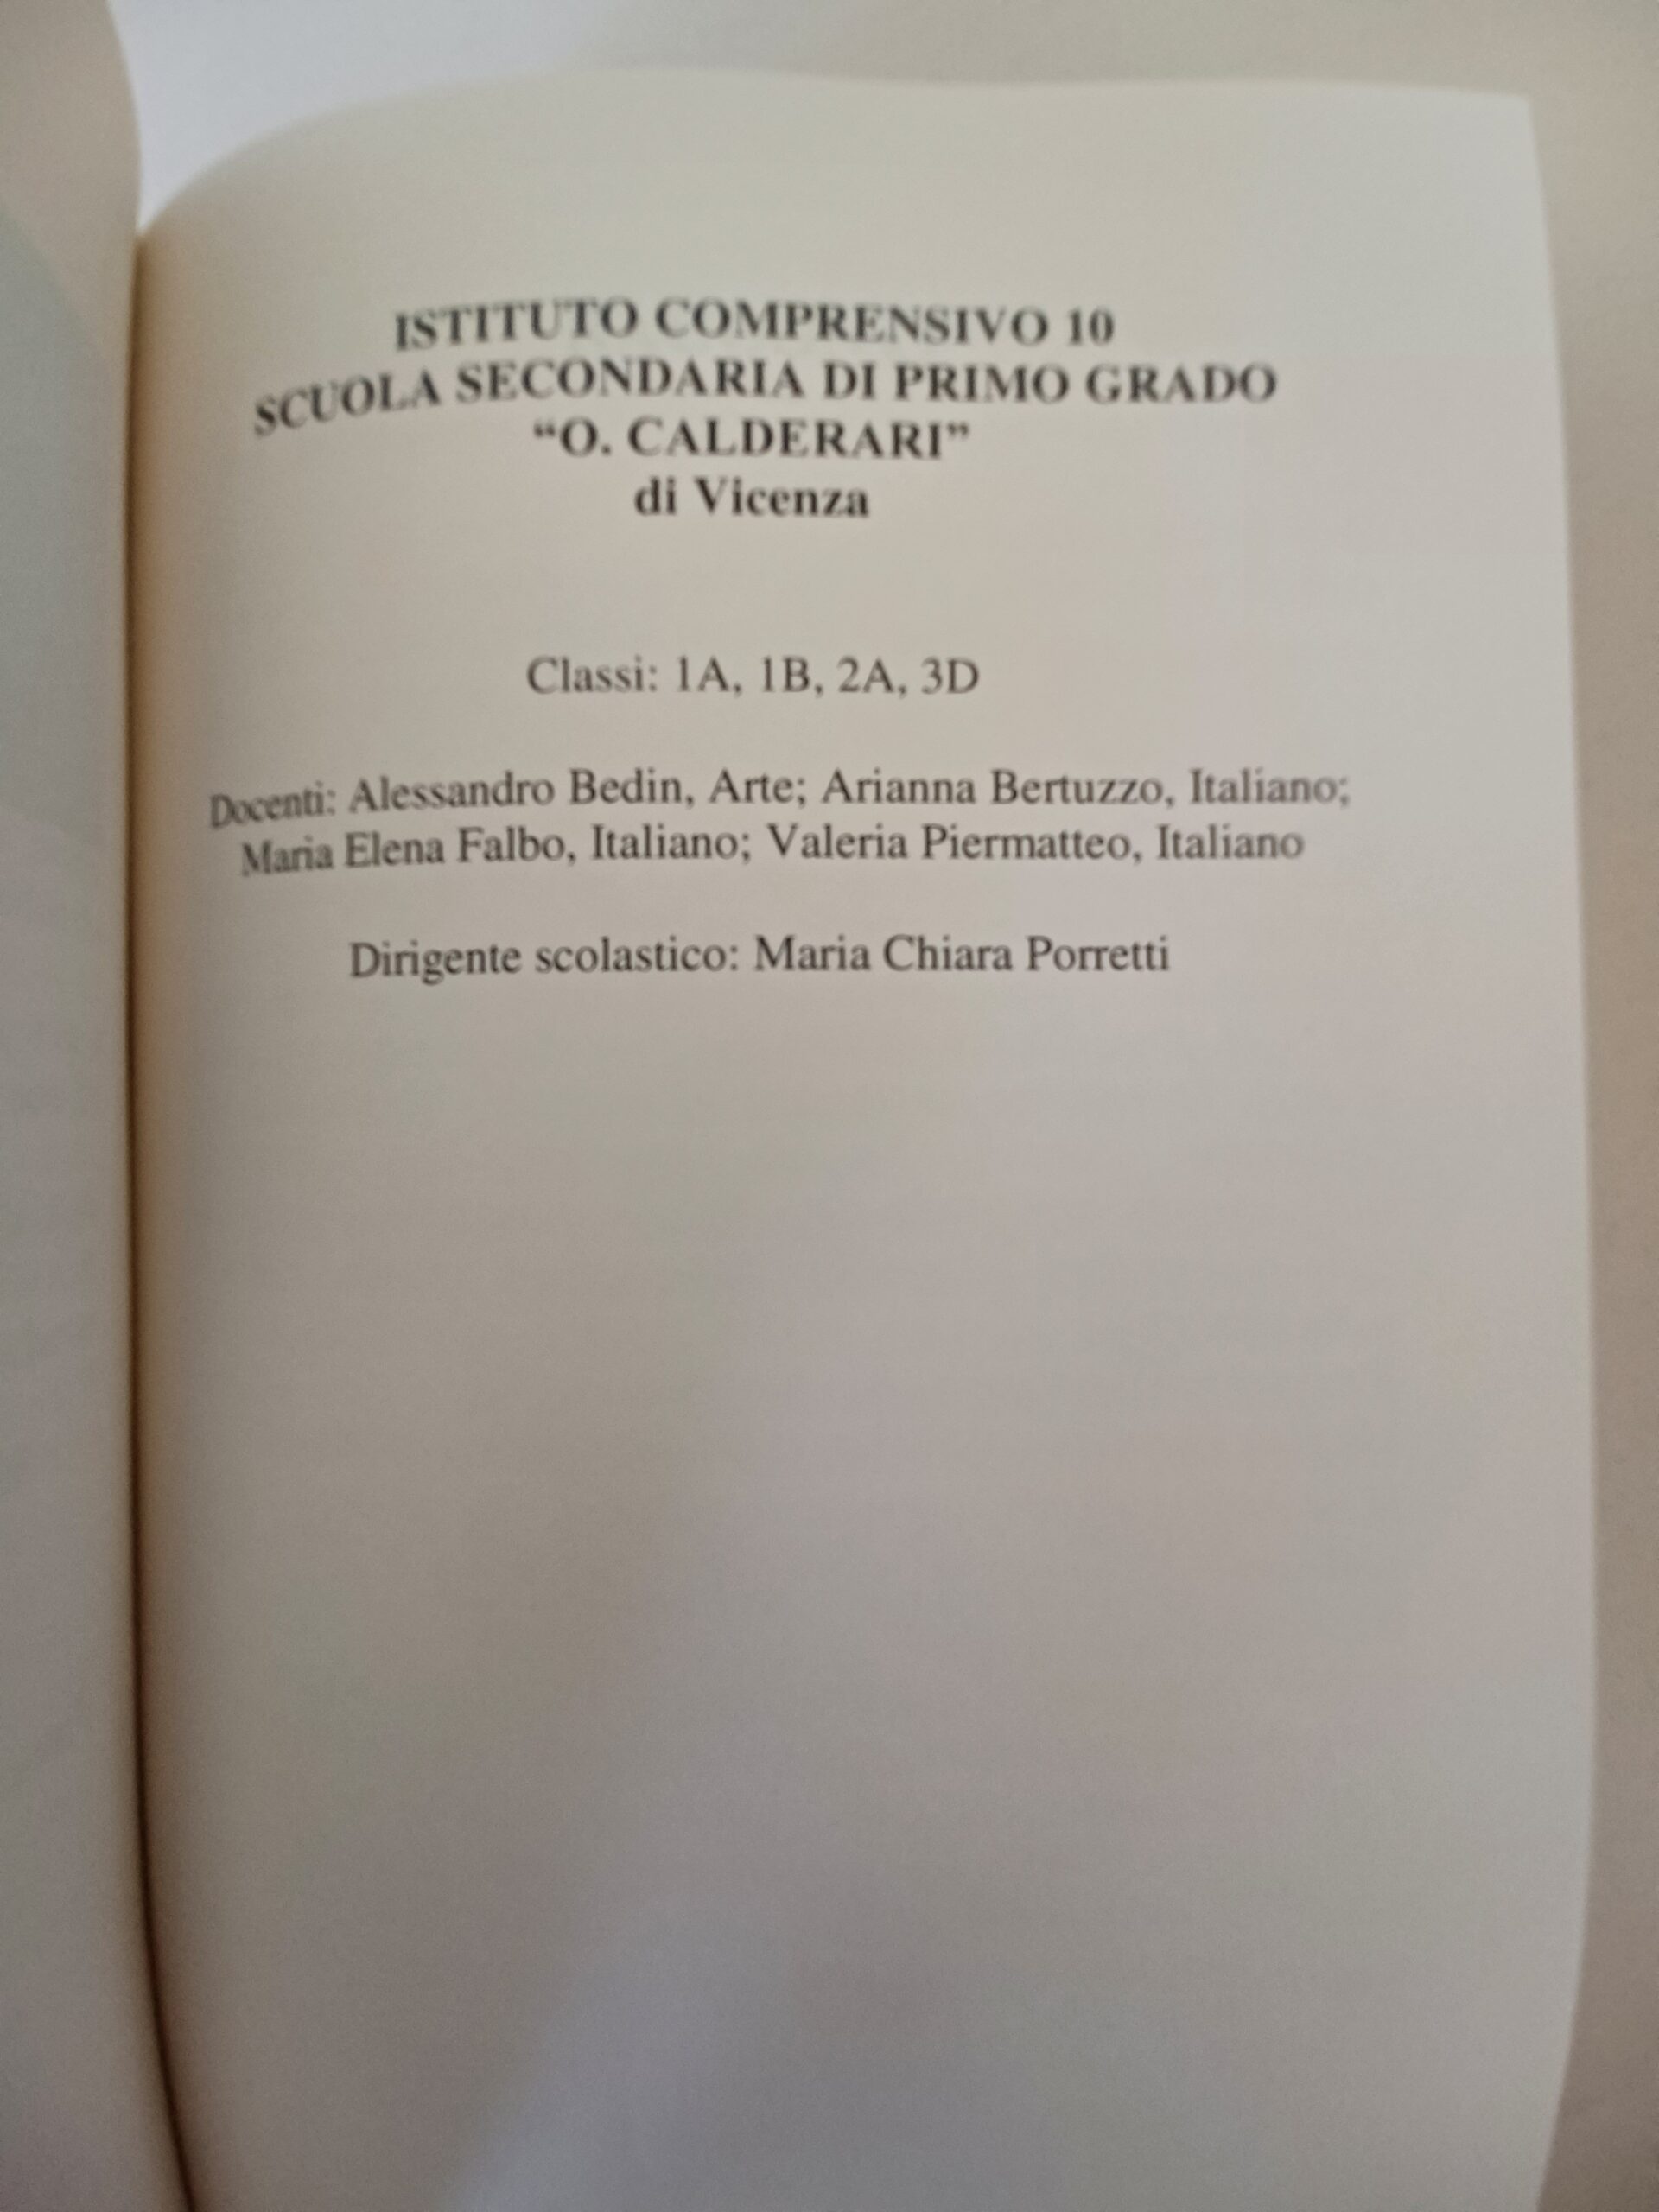 ISTITUTO COMPRENSIVO 10
SCUOLA SECONDARIA DI PRIMO GRADO
“O. CALDERARI”
di Vicenza
Classi: 1A, 1B, 2A, 3D
Docenti: Alessandro Bedin, Arte; Arianna Bertuzzo, Italiano;
Maria Elena Falbo, Italiano; Valeria Piermatteo, Italiano
Dirigente scolastico: Maria Chiara Porretti